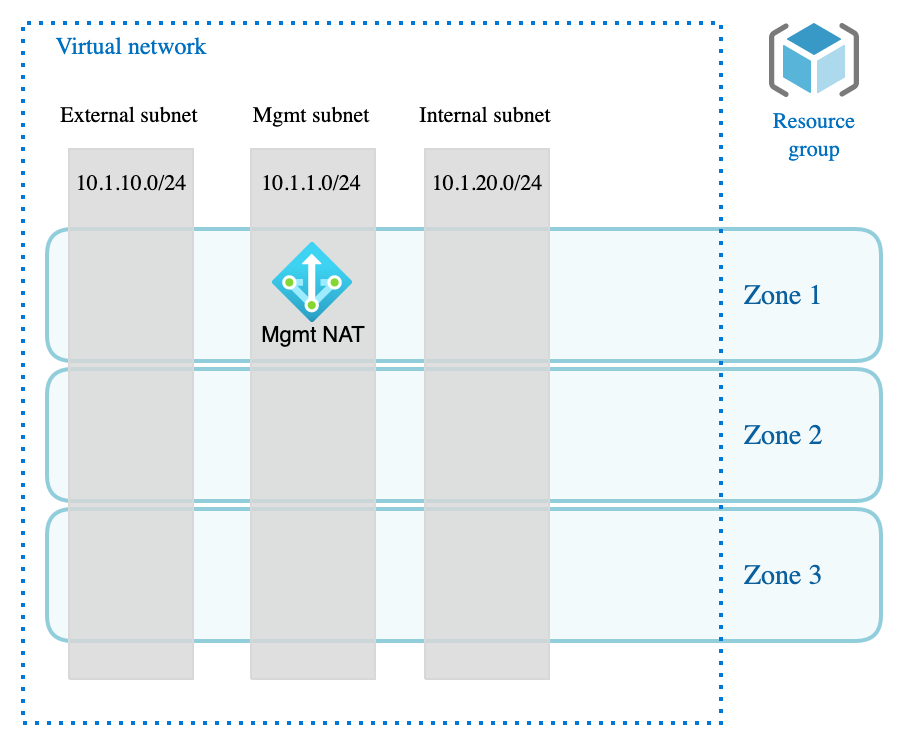 Virtual network
Resource
group
External subnet
Mgmt subnet
Internal subnet
10.1.10.0/24
10.1.1.0/24
10.1.20.0/24
Mgmt NAT
Zone 1
Zone 2
Zone 3